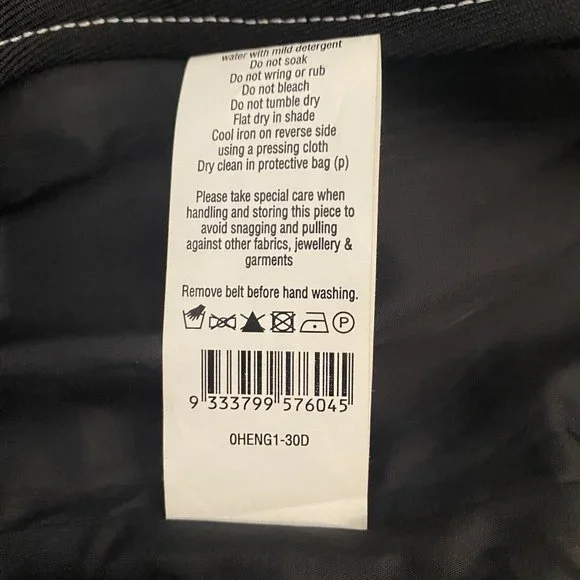 water with mild detergent
Do not soak
Do not wring or rub
Do not bleach
Do not tumble dry
Flat dry in shade
Cool iron on reverse side
using a pressing cloth
Dry clean in protective bag (p)
Please take special care when
handling and storing this piece to
avoid snagging and pulling
against other fabrics, jewellery &
garments
Remove belt before hand washing.
P
9 333799 576045
0HENG1-30D